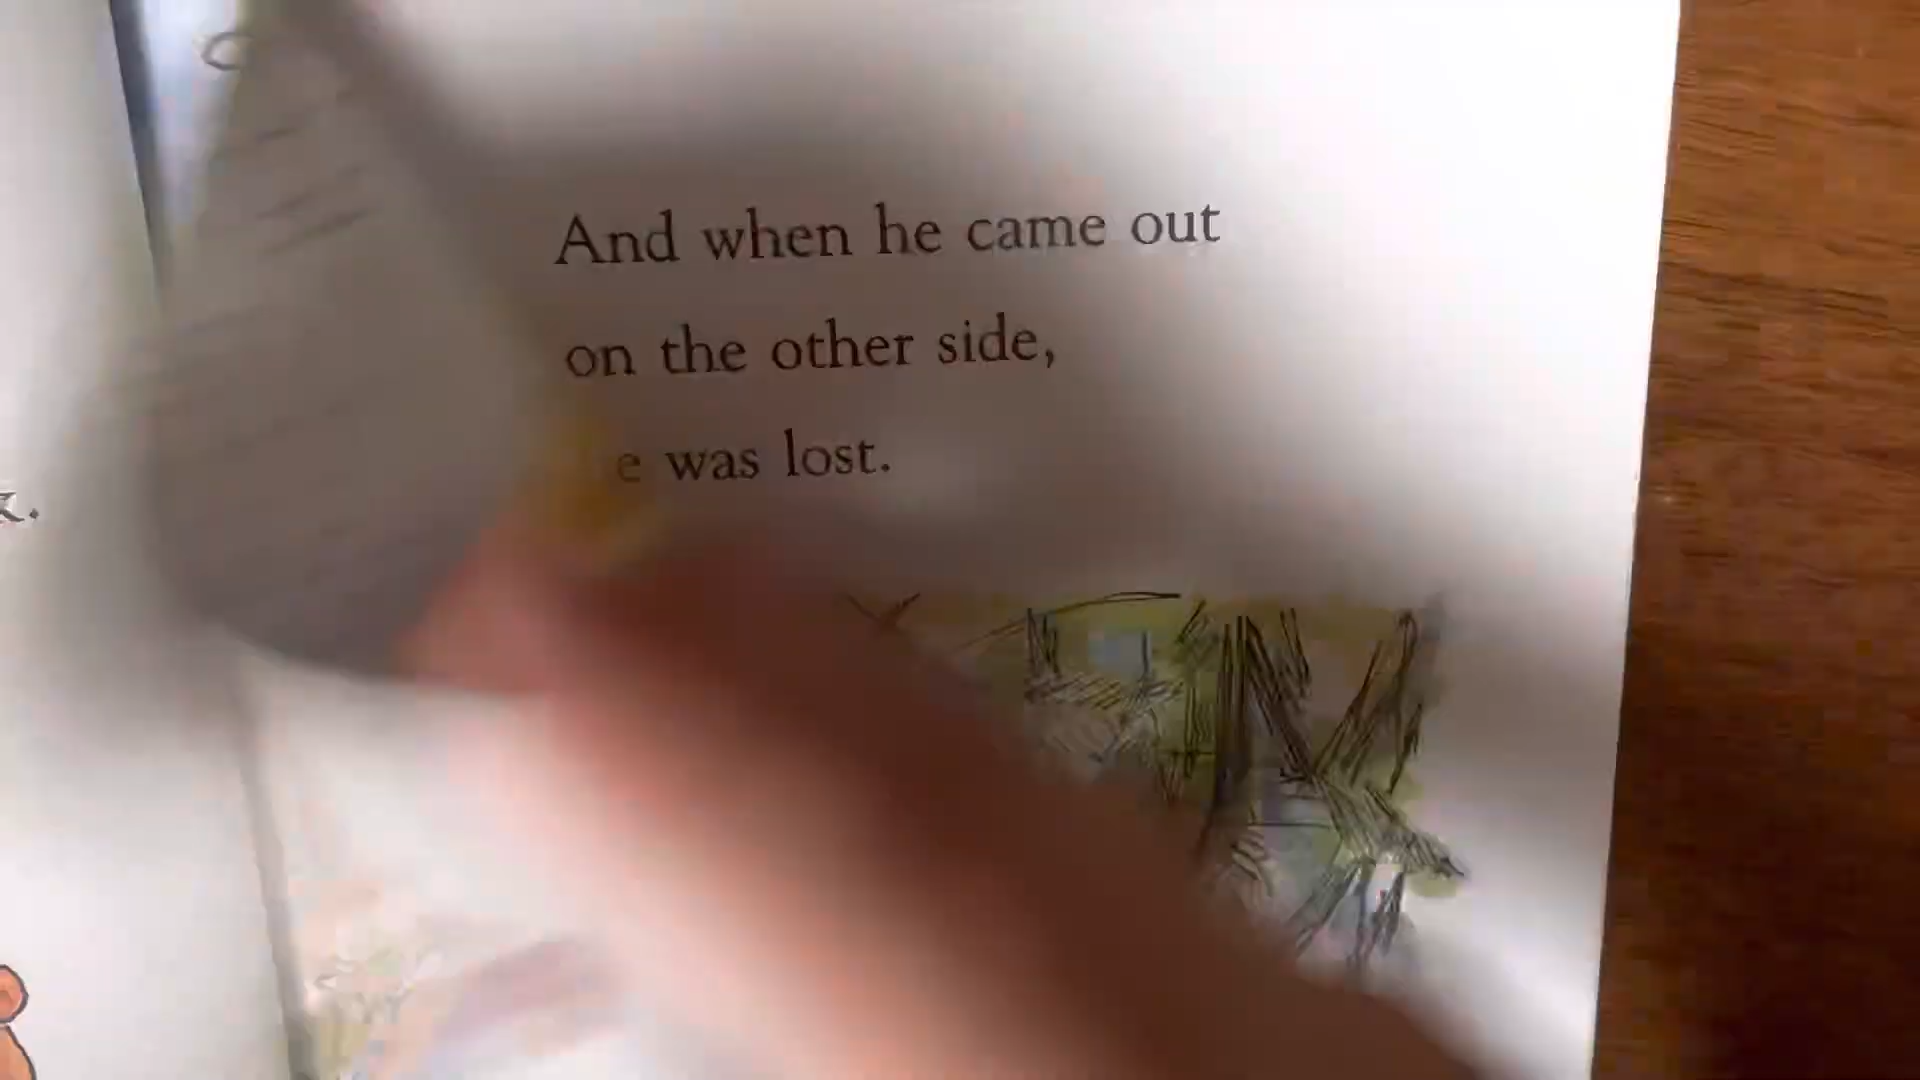 And when he came out
on the other side,
e was lost.